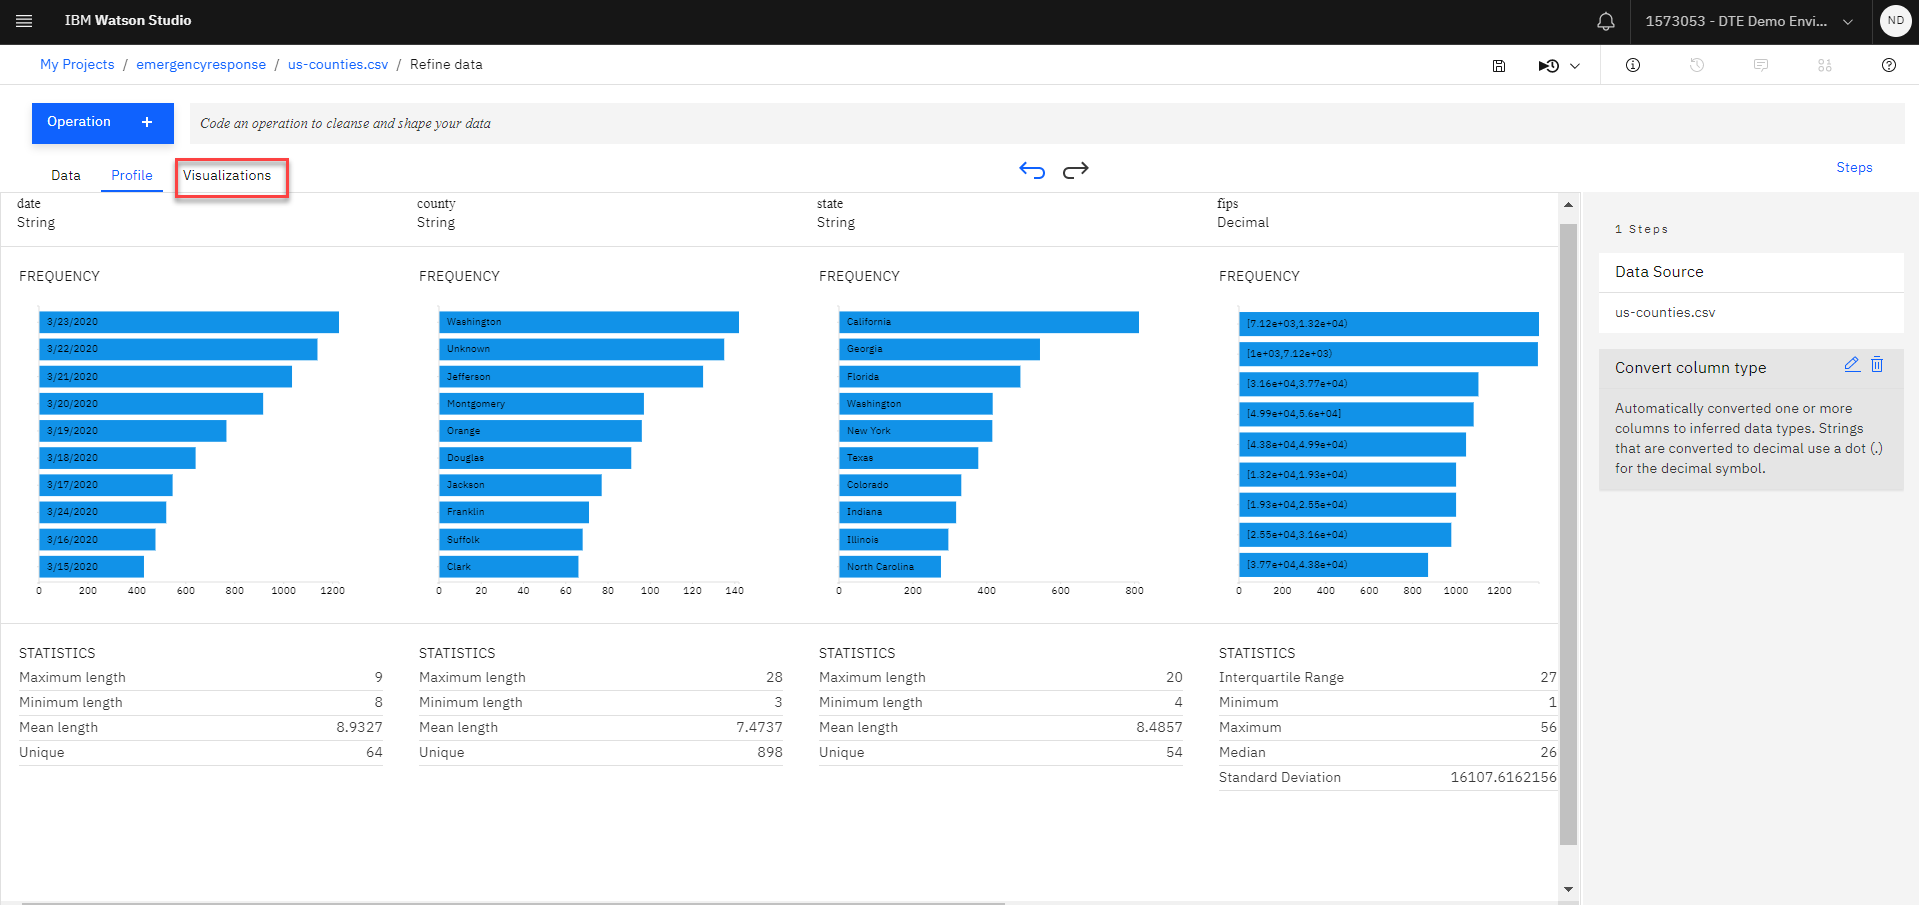 IBM Watson Studio
1573053 - DTE Demo Envi...
ND
My Projects / emergencyresponse / us-counties.csv / Refine data
Operation +
Code an operation to cleanse and shape your data
Data Profile Visualizations
Steps
date
String
FREQUENCY
3/23/2020
3/22/2020
3/21/2020
3/20/2020
3/19/2020
3/18/2020
3/17/2020
3/24/2020
3/16/2020
3/15/2020
0 200 400 600 800 1000 1200
STATISTICS
Maximum length 9
Minimum length 8
Mean length 8.9327
Unique 64
county
String
FREQUENCY
Washington
Unknown
Jefferson
Montgomery
Orange
Douglas
Jackson
Franklin
Suffolk
Clark
0 20 40 60 80 100 120 140
STATISTICS
Maximum length 28
Minimum length 3
Mean length 7.4737
Unique 898
state
String
FREQUENCY
California
Georgia
Florida
Washington
New York
Texas
Colorado
Indiana
Illinois
North Carolina
0 200 400 600 800
STATISTICS
Maximum length 20
Minimum length 4
Mean length 8.4857
Unique 54
fips
Decimal
FREQUENCY
[7.12e+03,1.32e+04)
[1e+03,7.12e+03)
[3.16e+04,3.77e+04)
[4.99e+04,5.6e+04]
[4.38e+04,4.99e+04)
[1.32e+04,1.93e+04)
[1.93e+04,2.55e+04)
[2.55e+04,3.16e+04)
[3.77e+04,4.38e+04)
0 200 400 600 800 1000 1200
STATISTICS
Interquartile Range 27
Minimum 1
Maximum 56
Median 26
Standard Deviation 16107.6162156
1 Steps
Data Source
us-counties.csv
Convert column type
Automatically converted one or more
columns to inferred data types. Strings
that are converted to decimal use a dot (.)
for the decimal symbol.